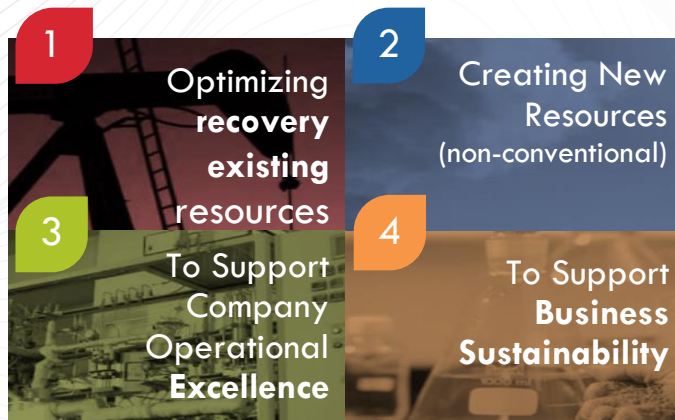 1
Optimizing
recovery
existing
resources
2
Creating New
Resources
(non-conventional)
3
To Support
Company
Operational
Excellence
4
To Support
Business
Sustainability